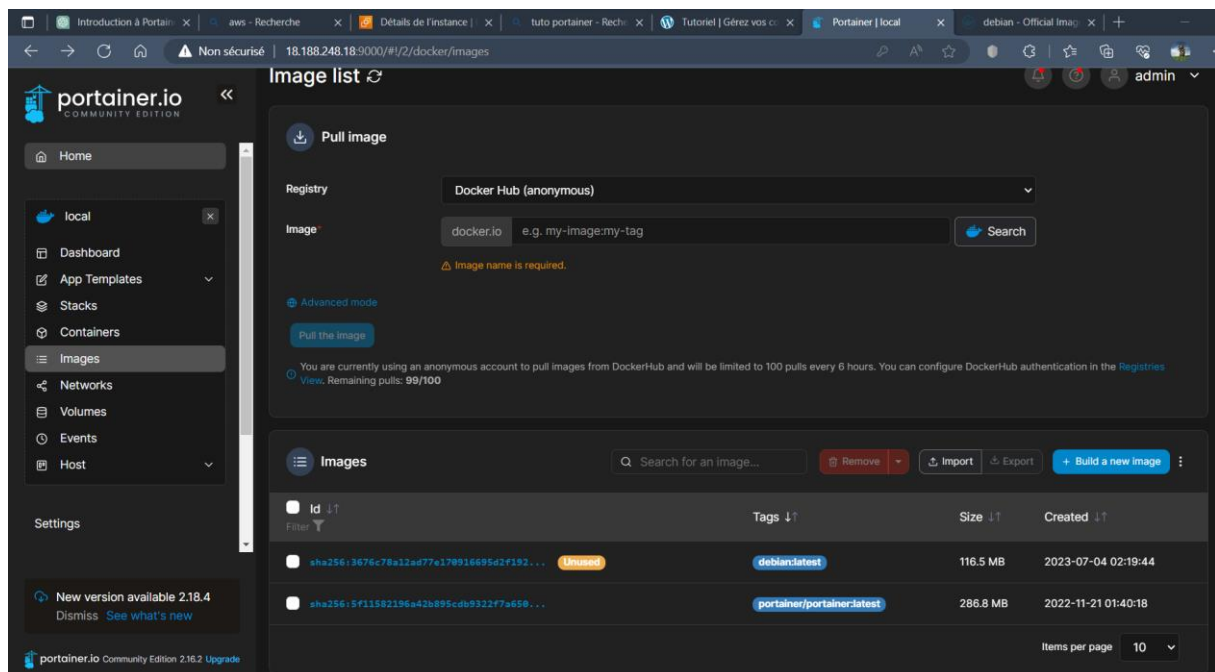 Introduction à Portain
aws - Recherche
Détails de l'instance |
tuto portainer - Reche
Tutoriel | Gérez vos co
Portainer | local
debian - Official Imag
Non sécurisé | 18.188.248.18:9000/#!/2/docker/images
portainer.io
COMMUNITY EDITION
Home
local
Dashboard
App Templates
Stacks
Containers
Images
Networks
Volumes
Events
Host
Settings
New version available 2.18.4
Dismiss See what's new
portainer.io Community Edition 2.16.2 Upgrade
Image list
admin
Pull image
Registry
Docker Hub (anonymous)
Image*
docker.io e.g. my-image:my-tag
Search
Image name is required.
Advanced mode
Pull the image
You are currently using an anonymous account to pull images from DockerHub and will be limited to 100 pulls every 6 hours. You can configure DockerHub authentication in the Registries
View. Remaining pulls: 99/100
Images
Search for an image...
Remove
Import
Export
+ Build a new image
Id
Filter
Tags
Size
Created
sha256:3676c78a12ad77e170916695d2f192... Unused debian:latest 116.5 MB 2023-07-04 02:19:44
sha256:5f11582196a42b895cdb9322f7a650... portainer/portainer:latest 286.8 MB 2022-11-21 01:40:18
Items per page 10